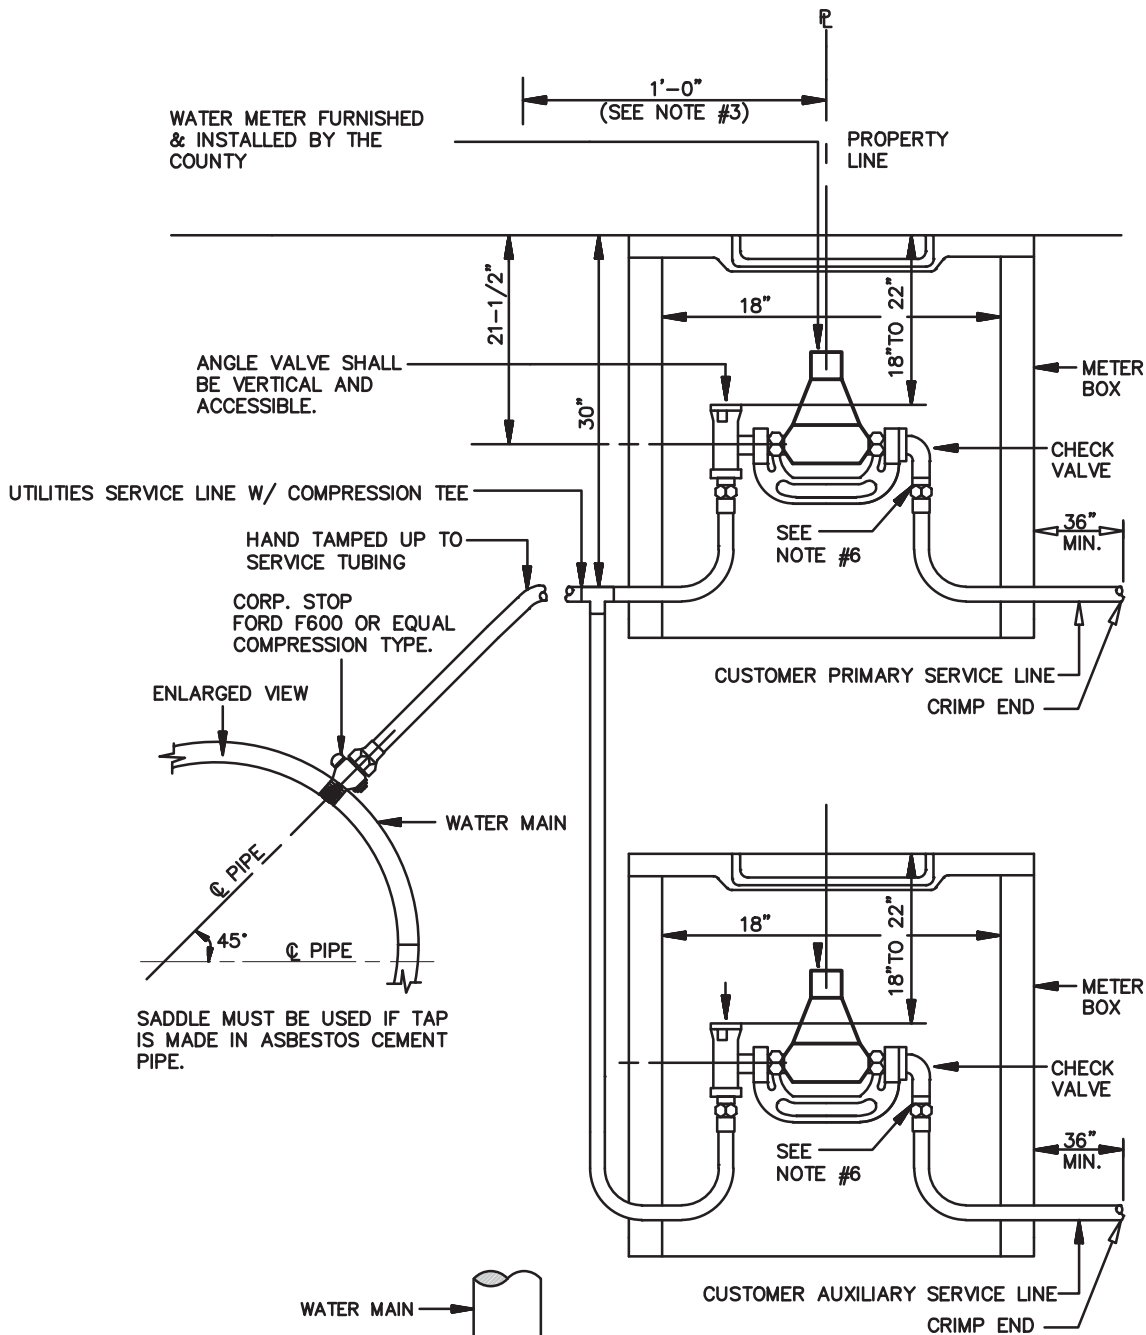 PL
1'-0"
(SEE NOTE #3)
WATER METER FURNISHED
& INSTALLED BY THE
COUNTY
PROPERTY
LINE
21-1/2"
30"
18"
18"TO 22"
ANGLE VALVE SHALL
BE VERTICAL AND
ACCESSIBLE.
METER
BOX
CHECK
VALVE
UTILITIES SERVICE LINE W/ COMPRESSION TEE
HAND TAMPED UP TO
SERVICE TUBING
SEE
NOTE #6
36"
MIN.
CORP. STOP
FORD F600 OR EQUAL
COMPRESSION TYPE.
CUSTOMER PRIMARY SERVICE LINE
CRIMP END
ENLARGED VIEW
WATER MAIN
CL PIPE
45°
CL PIPE
SADDLE MUST BE USED IF TAP
IS MADE IN ASBESTOS CEMENT
PIPE.
18"
18"TO 22"
METER
BOX
CHECK
VALVE
SEE
NOTE #6
36"
MIN.
CUSTOMER AUXILIARY SERVICE LINE
CRIMP END
WATER MAIN